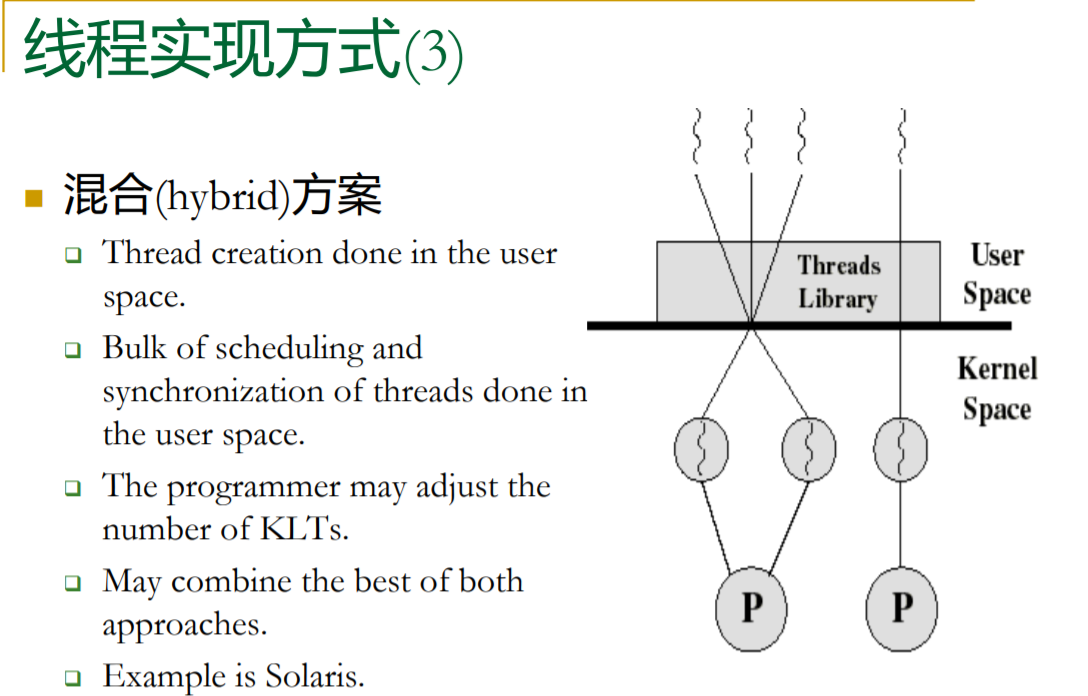 线程实现方式(3)
混合(hybrid)方案
Thread creation done in the user
space.
Bulk of scheduling and
synchronization of threads done in
the user space.
The programmer may adjust the
number of KLTs.
May combine the best of both
approaches.
Example is Solaris.
Threads
Library
User
Space
Kernel
Space
P
P